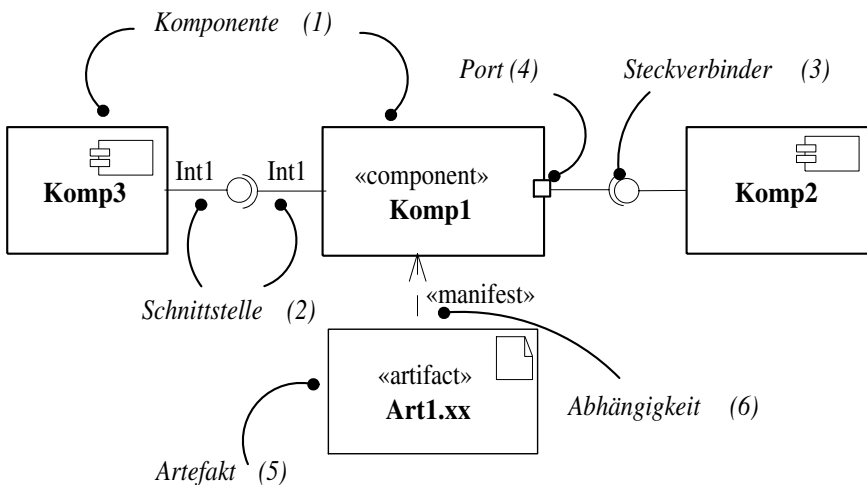 Komponente (1)
Port (4)
Steckverbinder (3)
Komp3
Int1
Int1
«component»
Komp1
Komp2
Schnittstelle (2)
«manifest»
«artifact»
Art1.xx
Abhängigkeit (6)
Artefakt (5)